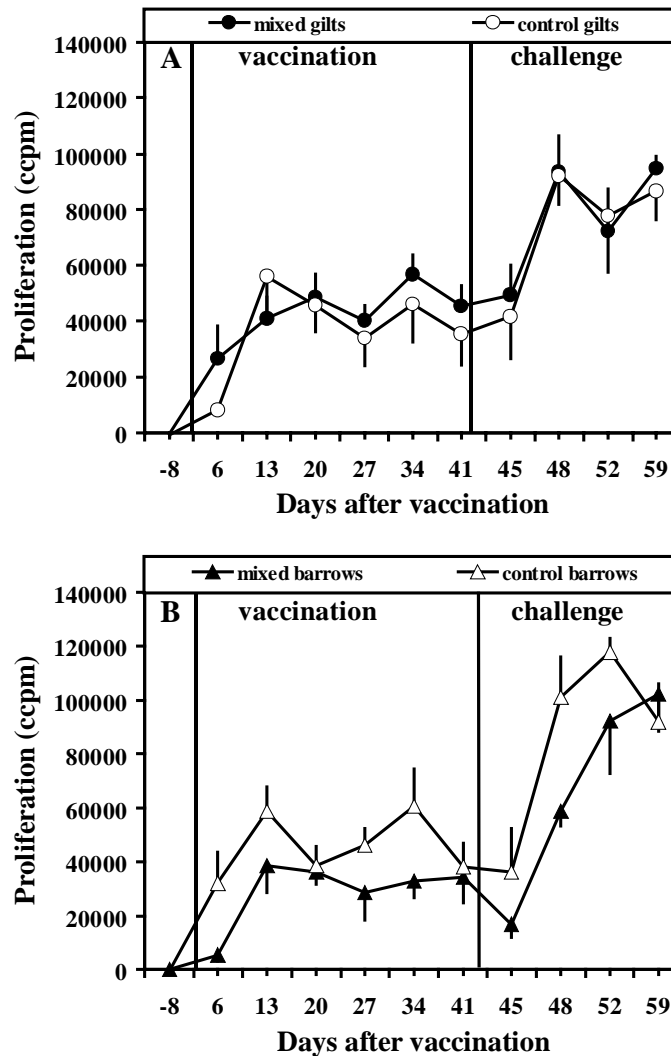 mixed gilts control gilts
140000 A vaccination challenge
120000
100000
80000
60000
40000
20000
0
Proliferation (ccpm)
-8 6 13 20 27 34 41 45 48 52 59
Days after vaccination
mixed barrows control barrows
140000 B vaccination challenge
120000
100000
80000
60000
40000
20000
0
Proliferation (ccpm)
-8 6 13 20 27 34 41 45 48 52 59
Days after vaccination